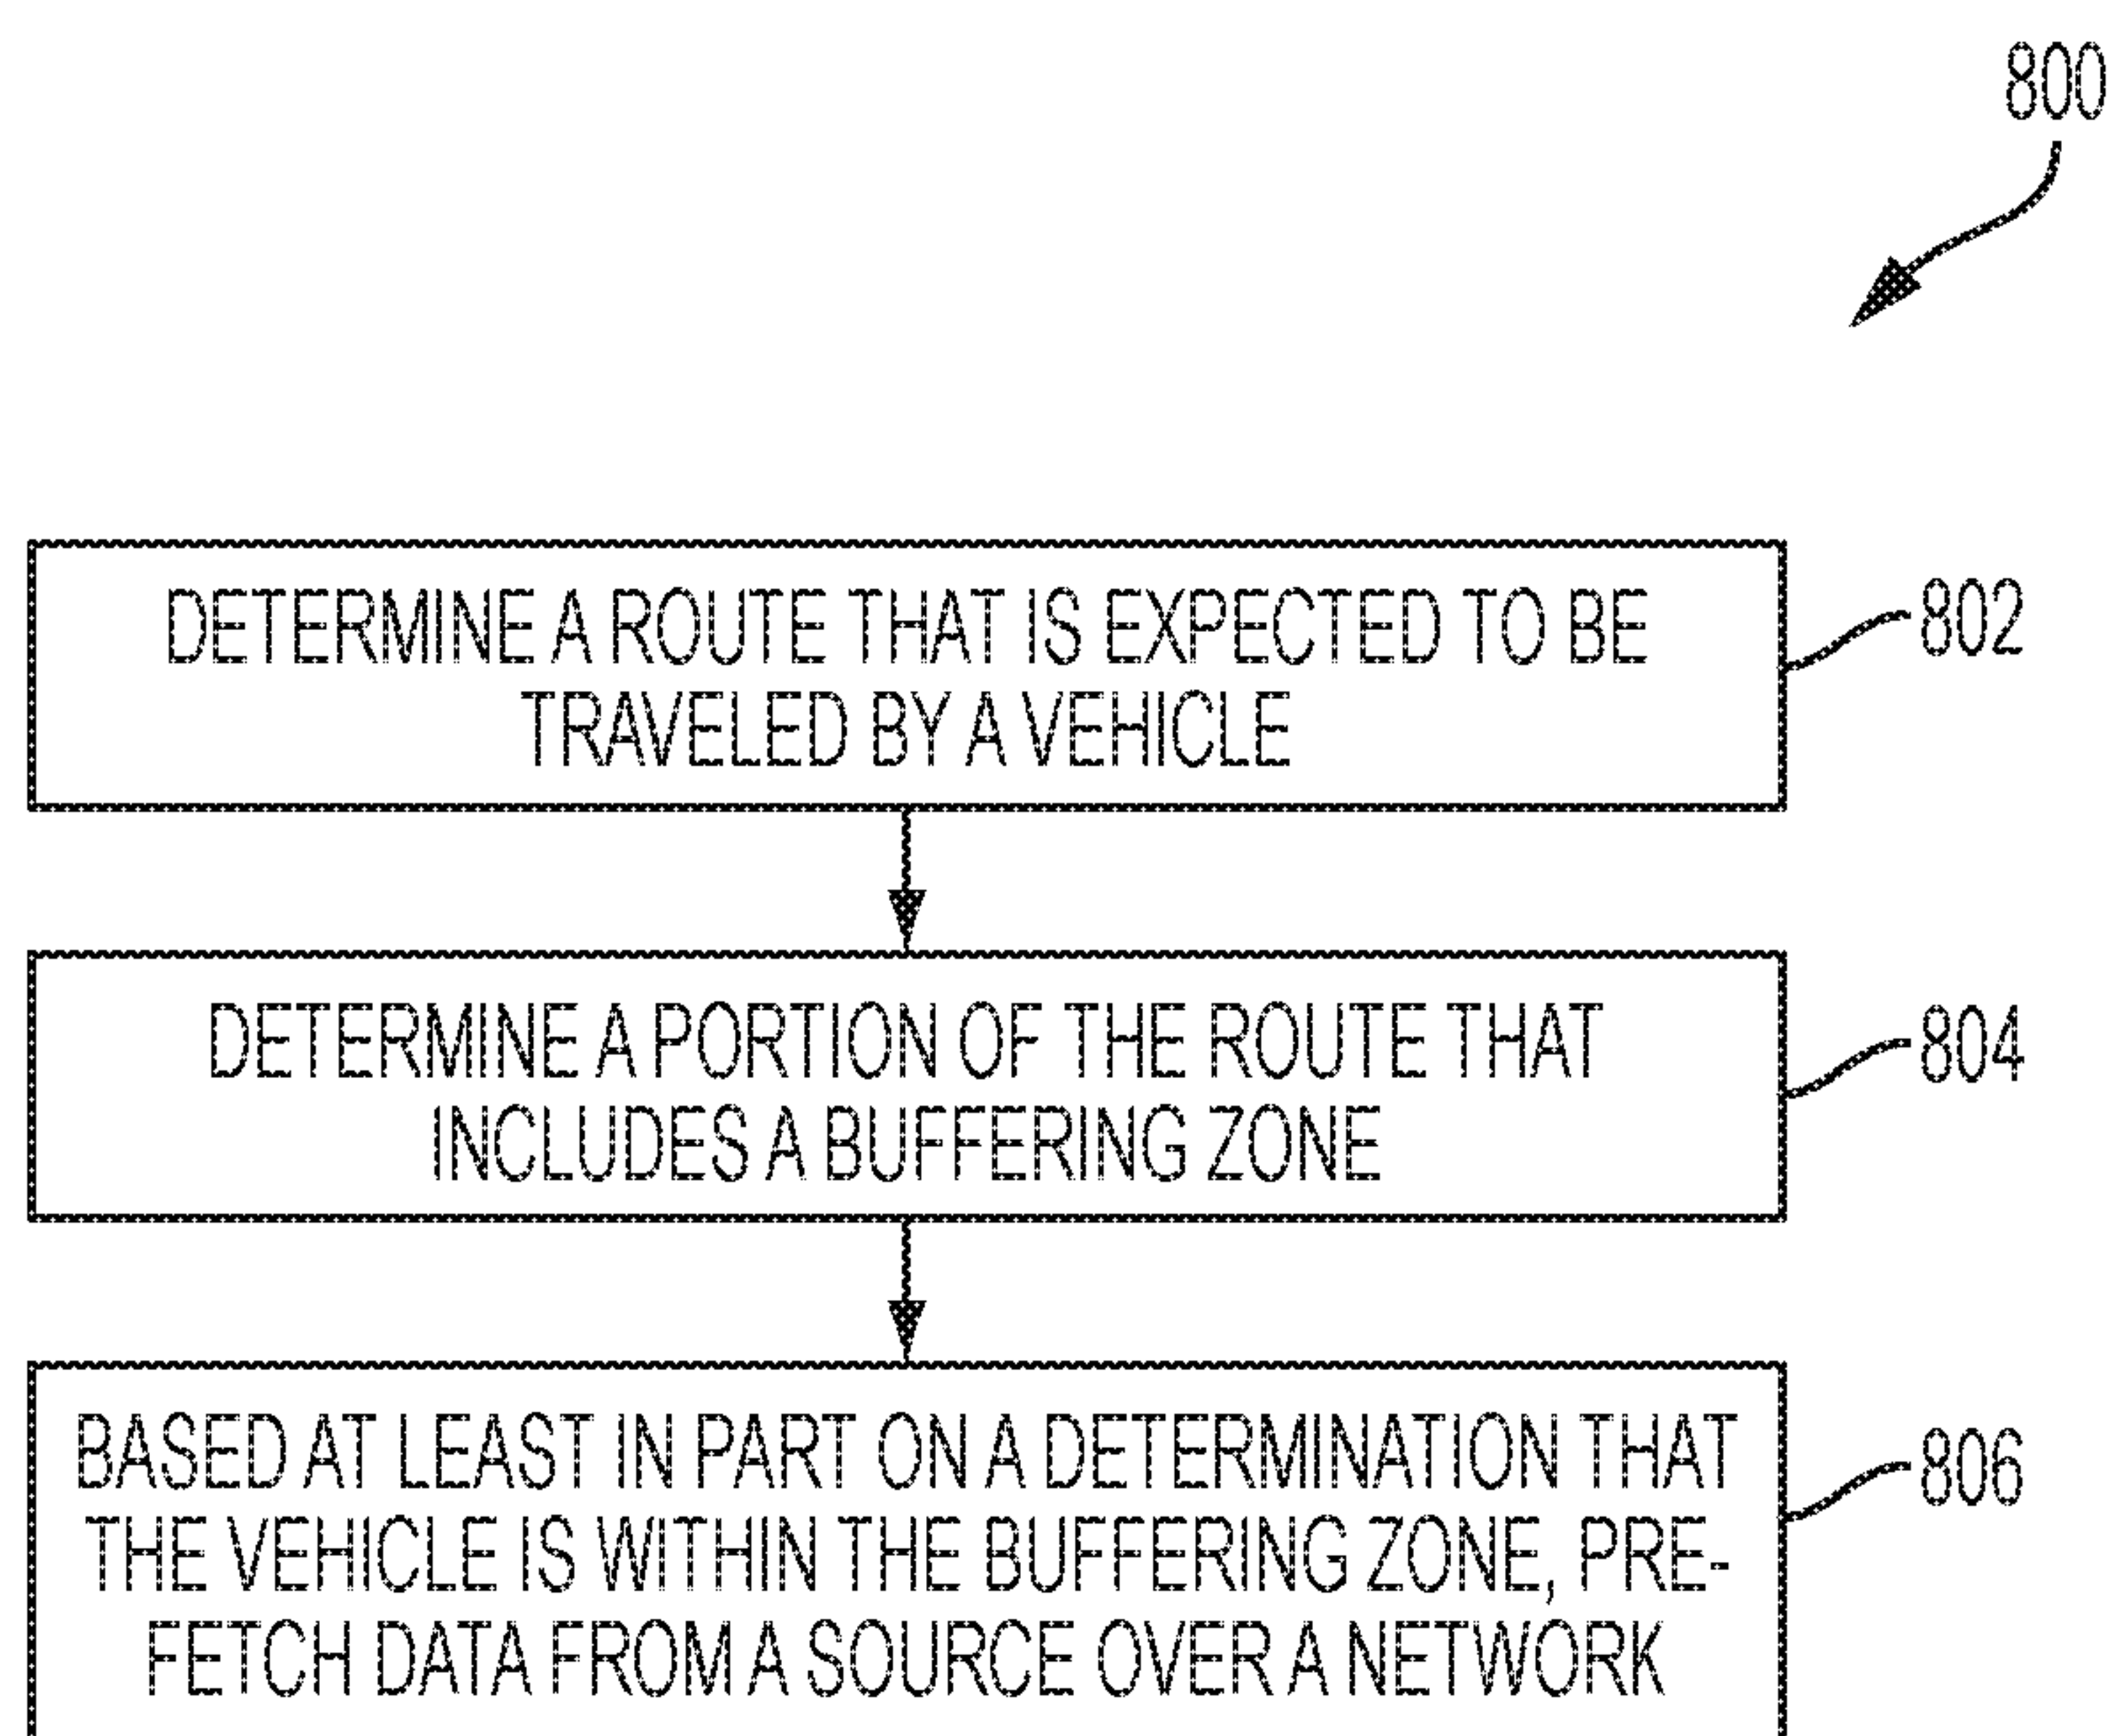 800
DETERMINE A ROUTE THAT IS EXPECTED TO BE
TRAVELED BY A VEHICLE
802
DETERMINE A PORTION OF THE ROUTE THAT
INCLUDES A BUFFERING ZONE
804
BASED AT LEAST IN PART ON A DETERMINATION THAT
THE VEHICLE IS WITHIN THE BUFFERING ZONE, PRE-
FETCH DATA FROM A SOURCE OVER A NETWORK
806